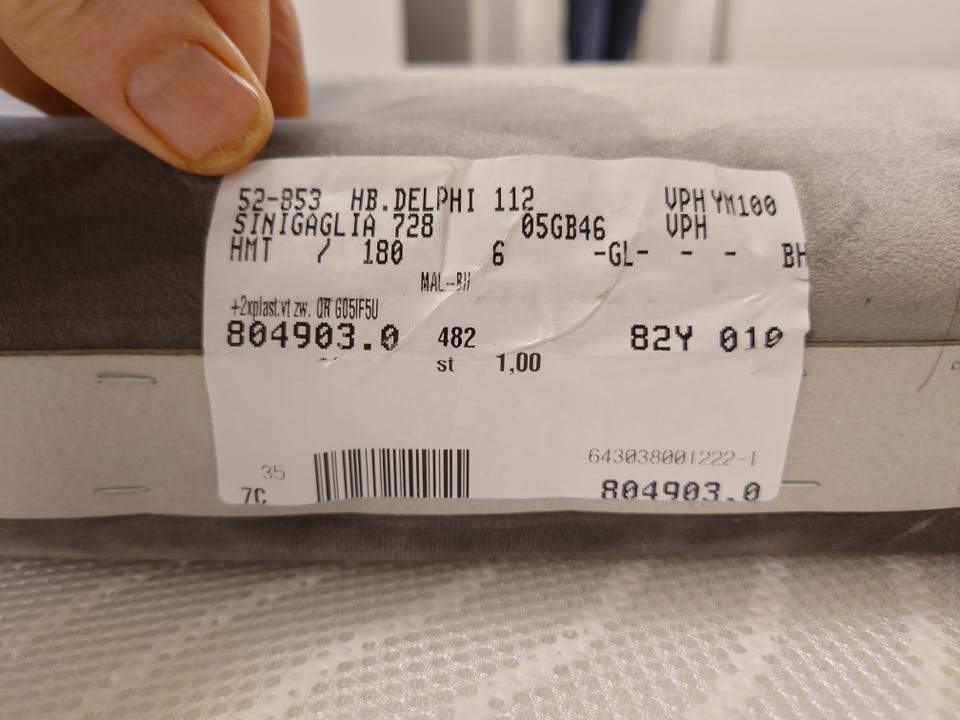 52-853 HB.DELPHI 112 VPH YM100
SINIGAGLIA 728 05GB46 VPH
HMT / 180 6 -GL- - - BH
MAL--BH
+2xplast.vt zw. QR G05IF5U
804903.0 482 82Y 010
st 1,00
35 643038001222-1
7C 804903.0